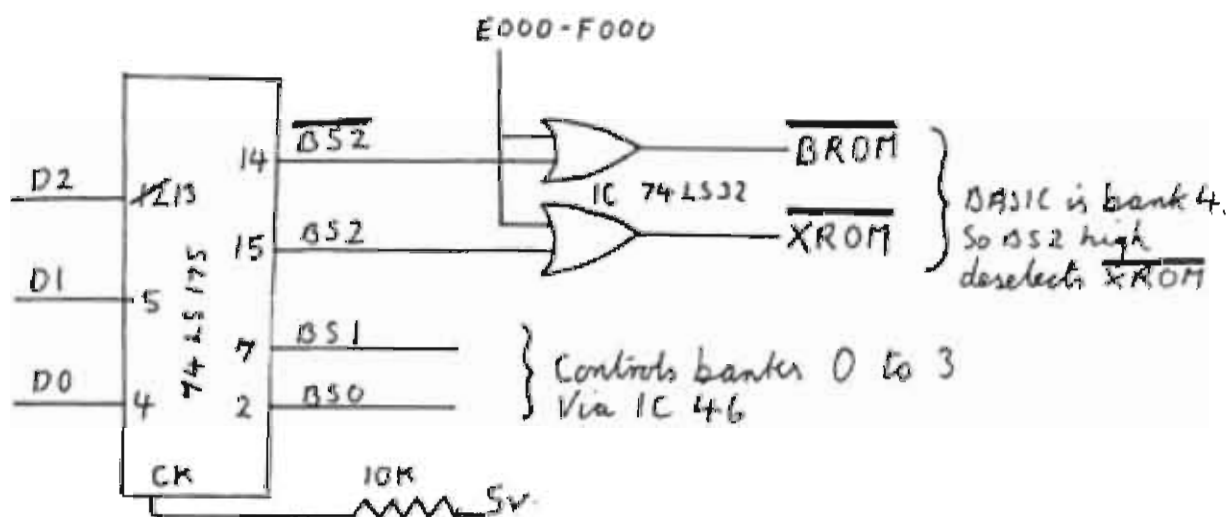 E000-F000
D2
1213
14
BS2
BROM
IC 74LS32
15
BS2
XROM
BASIC is bank 4.
So BS2 high
deselects XROM
D1
5
74LS175
7
BS1
D0
4
2
BS0
Controls banks 0 to 3
Via IC 46
CK
10K
5v.